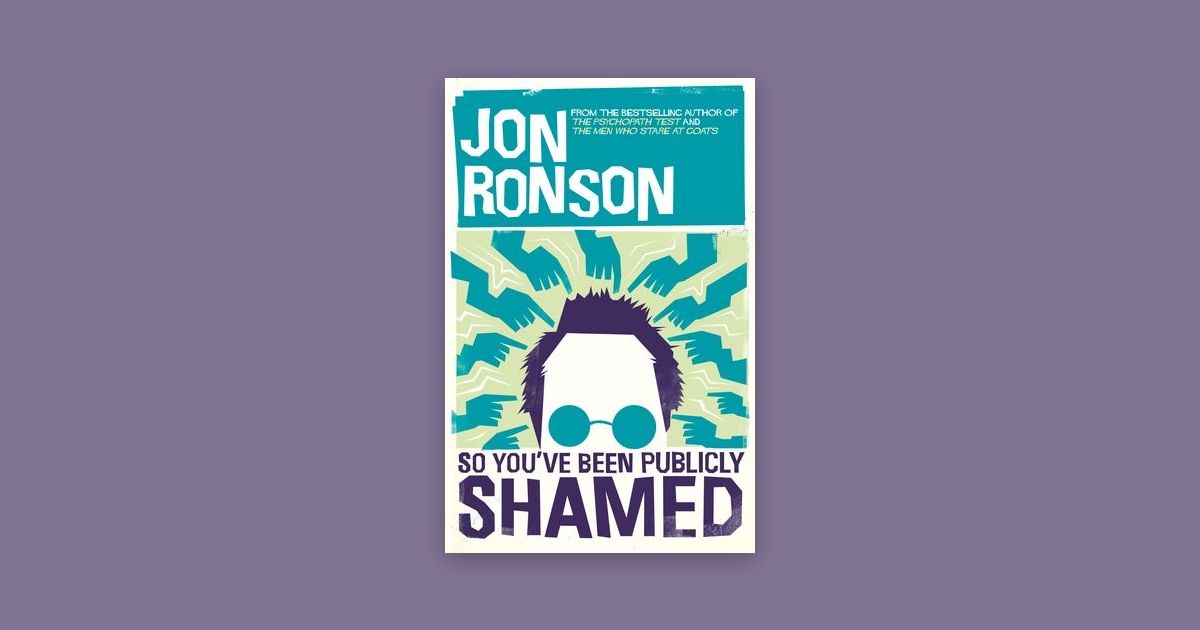 JON
RONSON
FROM THE BESTSELLING AUTHOR OF
THE PSYCHOPATH TEST AND
THE MEN WHO STARE AT GOATS
SO YOU'VE BEEN PUBLICLY
SHAMED